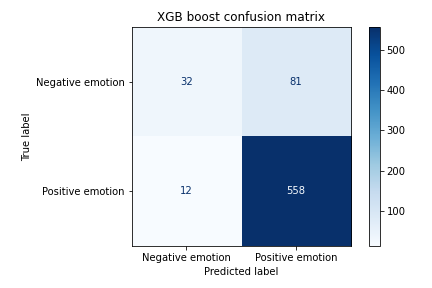 XGB boost confusion matrix
Negative emotion
32
81
Positive emotion
12
558
Negative emotion
Positive emotion
True label
Predicted label
500
400
300
200
100